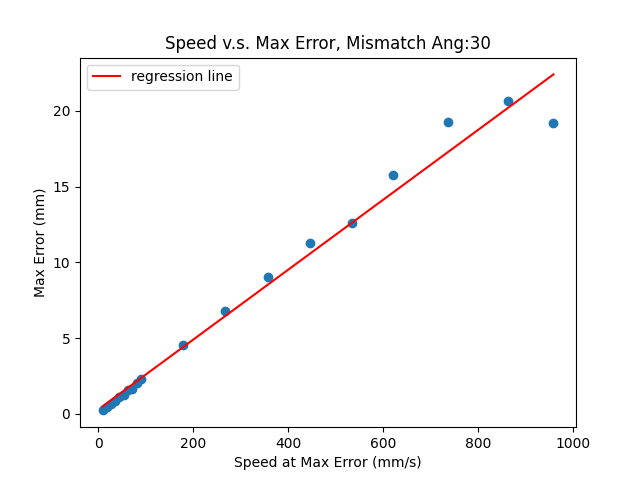 Speed v.s. Max Error, Mismatch Ang:30
regression line
Max Error (mm)
20
15
10
5
0
0 200 400 600 800 1000
Speed at Max Error (mm/s)